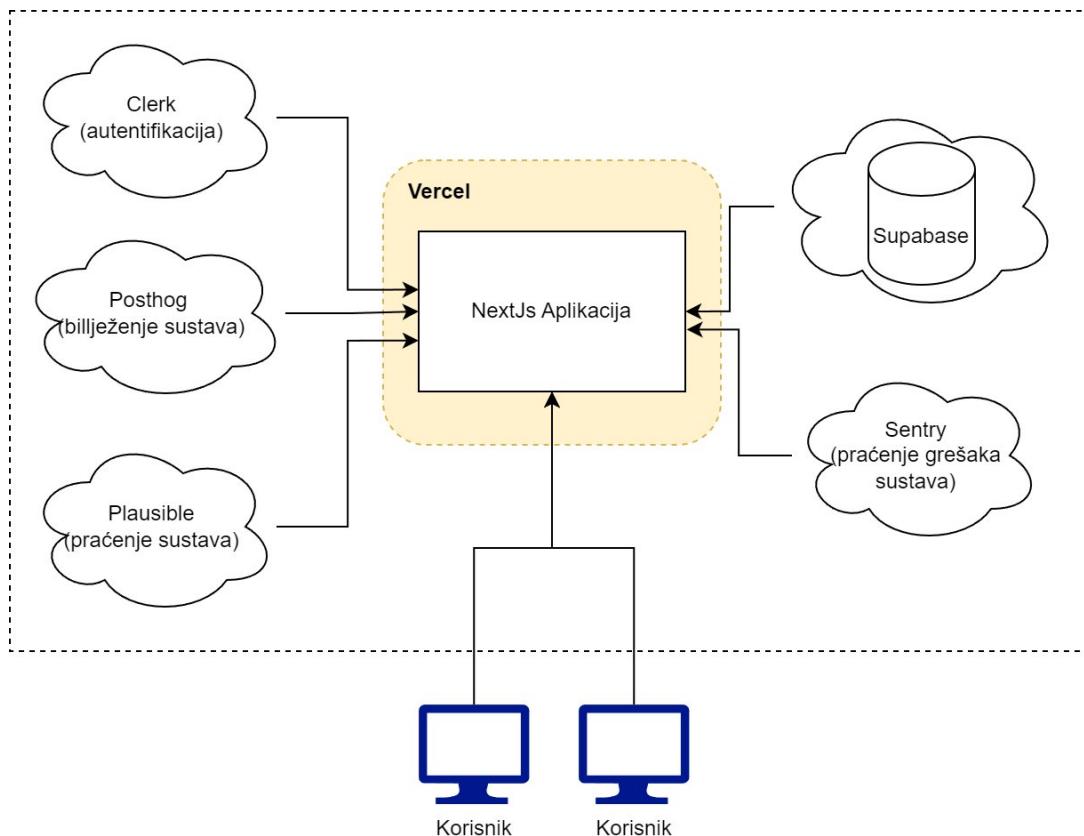 Clerk
(autentifikacija)
Vercel
Supabase
Posthog
(billježenje sustava)
NextJs Aplikacija
Sentry
(praćenje grešaka
sustava)
Plausible
(praćenje sustava)
Korisnik
Korisnik